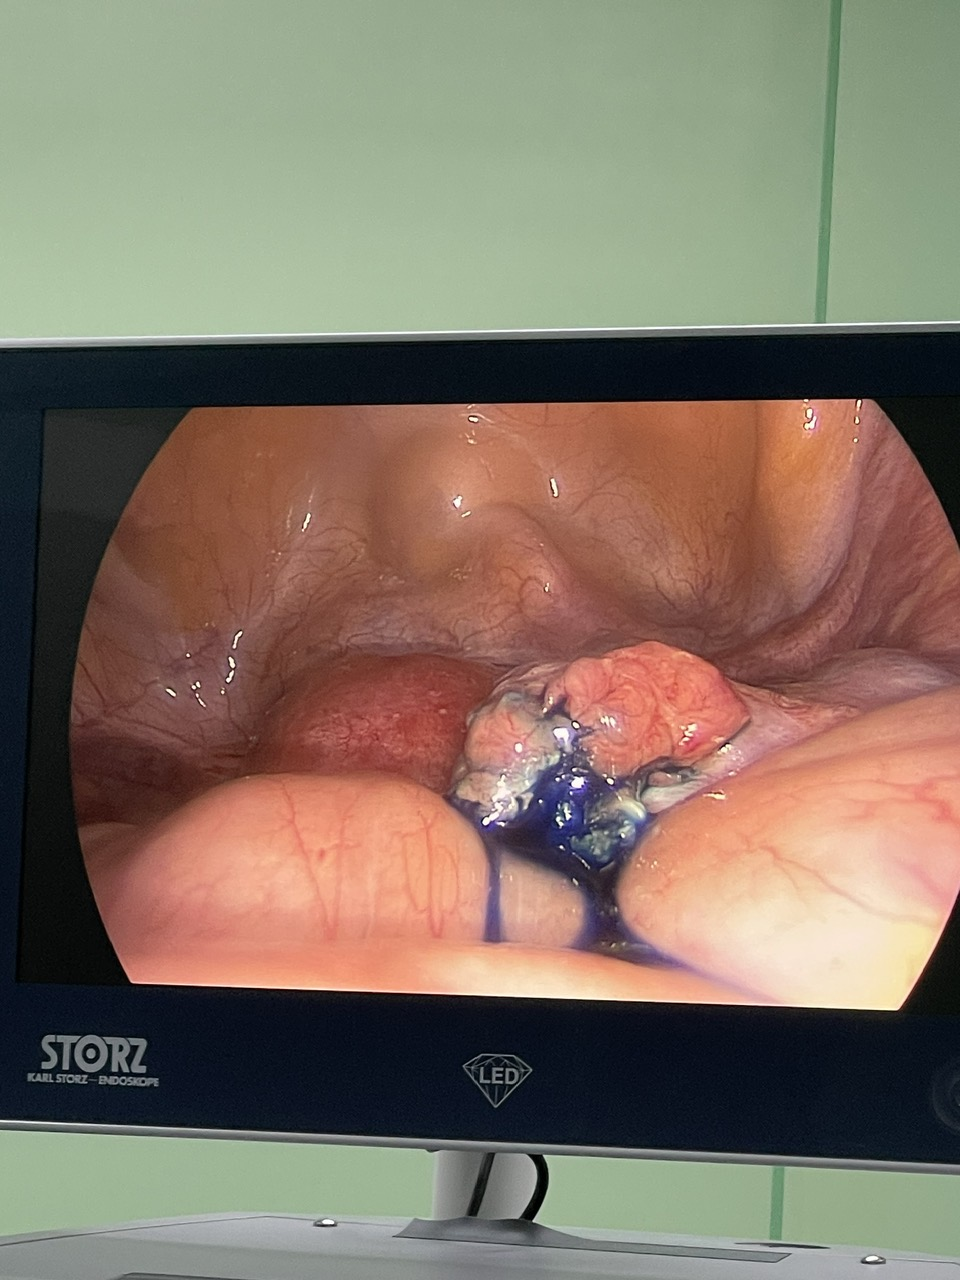 STORZ
KARL STORZ — ENDOSKOPE
LED